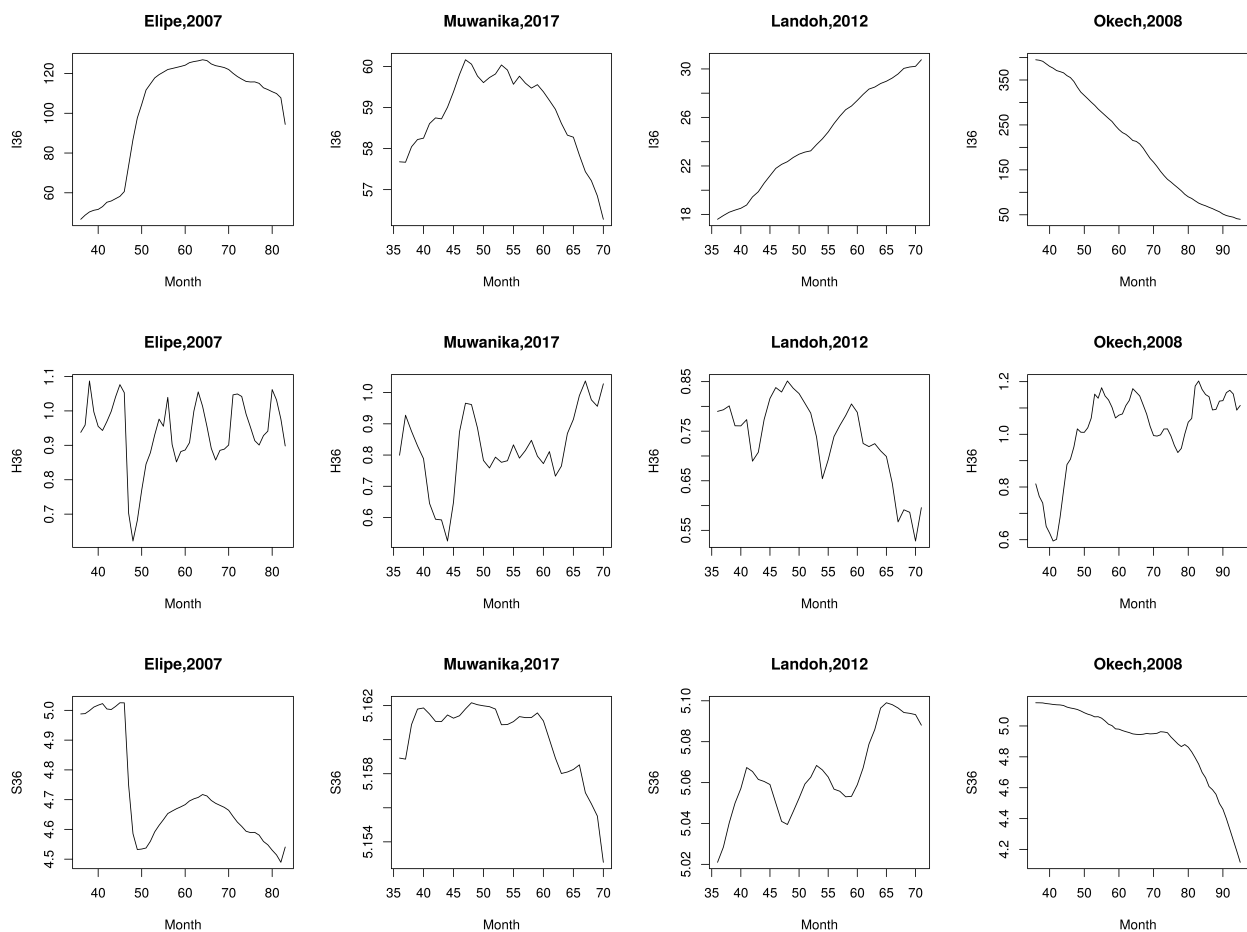 Elipe,2007 Muwanika,2017 Landoh,2012 Okech,2008
I36 60 80 100 120
I36 57 58 59 60
I36 18 22 26 30
I36 50 150 250 350
40 50 60 70 80
35 40 45 50 55 60 65 70
35 40 45 50 55 60 65 70
40 50 60 70 80 90
Month Month Month Month
Elipe,2007 Muwanika,2017 Landoh,2012 Okech,2008
H36 0.7 0.8 0.9 1.0 1.1
H36 0.6 0.7 0.8 0.9 1.0
H36 0.55 0.65 0.75 0.85
H36 0.6 0.8 1.0 1.2
40 50 60 70 80
35 40 45 50 55 60 65 70
35 40 45 50 55 60 65 70
40 50 60 70 80 90
Month Month Month Month
Elipe,2007 Muwanika,2017 Landoh,2012 Okech,2008
S36 4.5 4.6 4.7 4.8 4.9 5.0
S36 5.154 5.158 5.162
S36 5.02 5.04 5.06 5.08 5.10
S36 4.2 4.4 4.6 4.8 5.0
40 50 60 70 80
35 40 45 50 55 60 65 70
35 40 45 50 55 60 65 70
40 50 60 70 80 90
Month Month Month Month